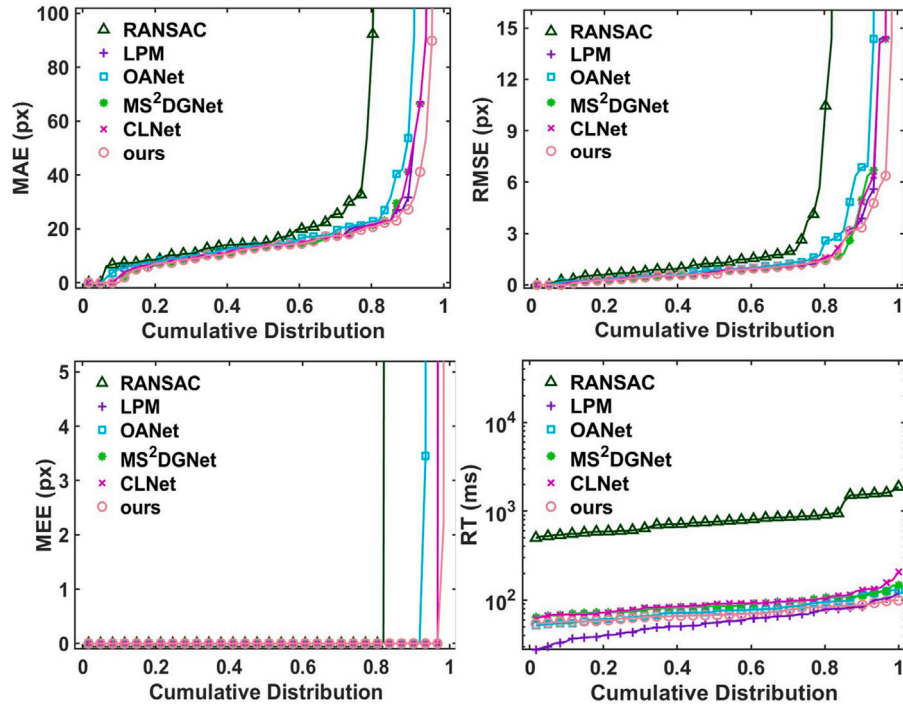 MAE (px)
100
80
60
40
20
0
RANSAC
LPM
OANet
MS²DGNet
CLNet
ours
0 0.2 0.4 0.6 0.8 1
Cumulative Distribution
RMSE (px)
15
12
9
6
3
0
RANSAC
LPM
OANet
MS²DGNet
CLNet
ours
0 0.2 0.4 0.6 0.8 1
Cumulative Distribution
MEE (px)
5
4
3
2
1
0
RANSAC
LPM
OANet
MS²DGNet
CLNet
ours
0 0.2 0.4 0.6 0.8 1
Cumulative Distribution
RT (ms)
10⁴
10³
10²
RANSAC
LPM
OANet
MS²DGNet
CLNet
ours
0 0.2 0.4 0.6 0.8 1
Cumulative Distribution